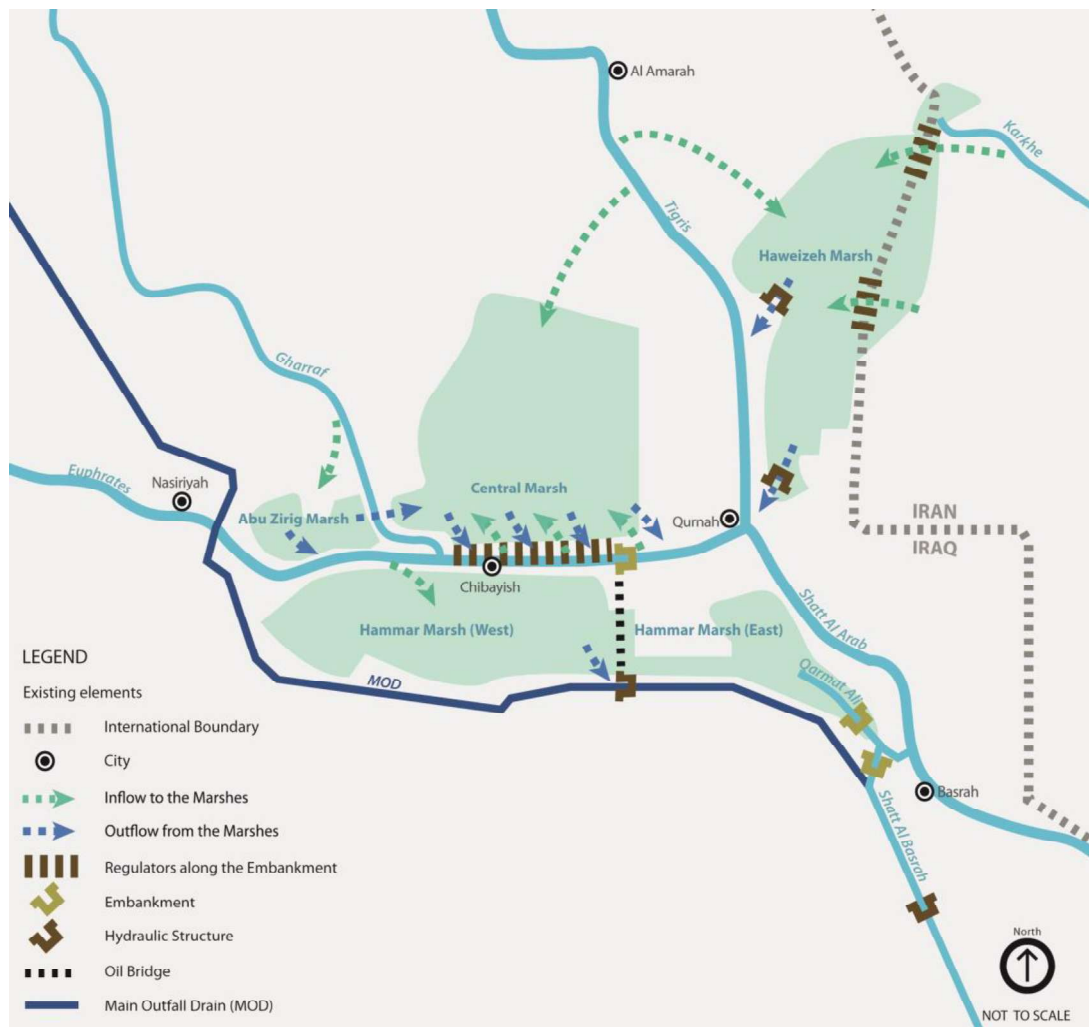 Al Amarah
Karkhe
Tigris
Haweizeh Marsh
Gharraf
Euphrates
Nasiriyah
Abu Zirig Marsh
Central Marsh
Qurnah
IRAN
IRAQ
Chibayish
Hammar Marsh (West)
Hammar Marsh (East)
Shatt Al Arab
Qarmat Ali
MOD
Basrah
Shatt Al Basrah
LEGEND
Existing elements
International Boundary
City
Inflow to the Marshes
Outflow from the Marshes
Regulators along the Embankment
Embankment
Hydraulic Structure
Oil Bridge
Main Outfall Drain (MOD)
North
NOT TO SCALE